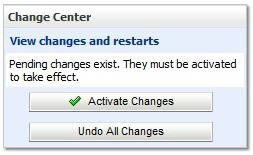 Change Center
View changes and restarts
Pending changes exist. They must be activated
to take effect.
Activate Changes
Undo All Changes